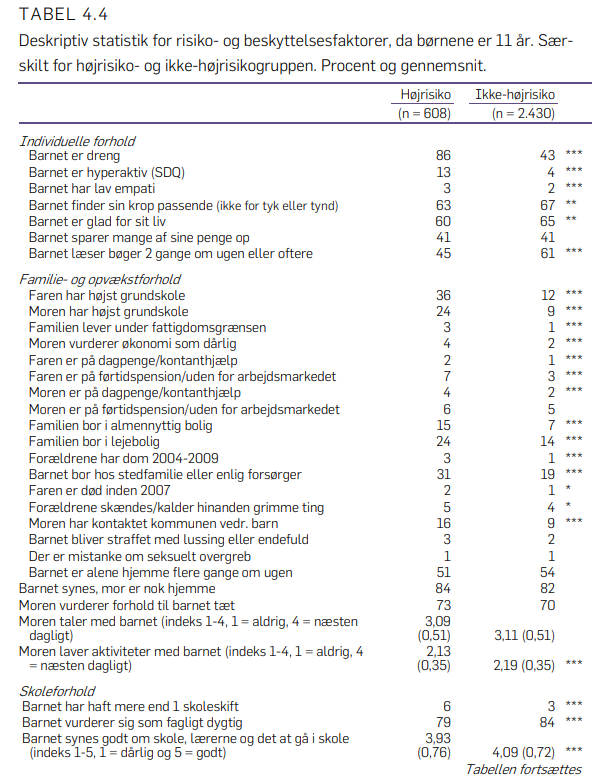 TABEL 4.4
Deskriptiv statistik for risiko- og beskyttelsesfaktorer, da børnene er 11 år. Sær-
skilt for højrisiko- og ikke-højrisikogruppen. Procent og gennemsnit.
Højrisiko Ikke-højrisiko
(n = 608) (n = 2.430)
Individuelle forhold
Barnet er dreng 86 43 ***
Barnet er hyperaktiv (SDQ) 13 4 ***
Barnet har lav empati 3 2 ***
Barnet finder sin krop passende (ikke for tyk eller tynd) 63 67 **
Barnet er glad for sit liv 60 65 **
Barnet sparer mange af sine penge op 41 41
Barnet læser bøger 2 gange om ugen eller oftere 45 61 ***
Familie- og opvækstforhold
Faren har højst grundskole 36 12 ***
Moren har højst grundskole 24 9 ***
Familien lever under fattigdomsgrænsen 3 1 ***
Moren vurderer økonomi som dårlig 4 2 ***
Faren er på dagpenge/kontanthjælp 2 1 ***
Faren er på førtidspension/uden for arbejdsmarkedet 7 3 ***
Moren er på dagpenge/kontanthjælp 4 2 ***
Moren er på førtidspension/uden for arbejdsmarkedet 6 5
Familien bor i almennyttig bolig 15 7 ***
Familien bor i lejebolig 24 14 ***
Forældrene har dom 2004-2009 3 1 ***
Barnet bor hos stedfamilie eller enlig forsørger 31 19 ***
Faren er død inden 2007 2 1 *
Forældrene skændes/kalder hinanden grimme ting 5 4 *
Moren har kontaktet kommunen vedr. barn 16 9 ***
Barnet bliver straffet med lussing eller endefuld 3 2
Der er mistanke om seksuelt overgreb 1 1
Barnet er alene hjemme flere gange om ugen 51 54
Barnet synes, mor er nok hjemme 84 82
Moren vurderer forhold til barnet tæt 73 70
Moren taler med barnet (indeks 1-4, 1 = aldrig, 4 = næsten 3,09
dagligt) (0,51) 3,11 (0,51)
Moren laver aktiviteter med barnet (indeks 1-4, 1 = aldrig, 4 2,13
= næsten dagligt) (0,35) 2,19 (0,35) ***
Skoleforhold
Barnet har haft mere end 1 skoleskift 6 3 ***
Barnet vurderer sig som fagligt dygtig 79 84 ***
Barnet synes godt om skole, lærerne og det at gå i skole 3,93
(indeks 1-5, 1 = dårlig og 5 = godt) (0,76) 4,09 (0,72) ***
Tabellen fortsættes